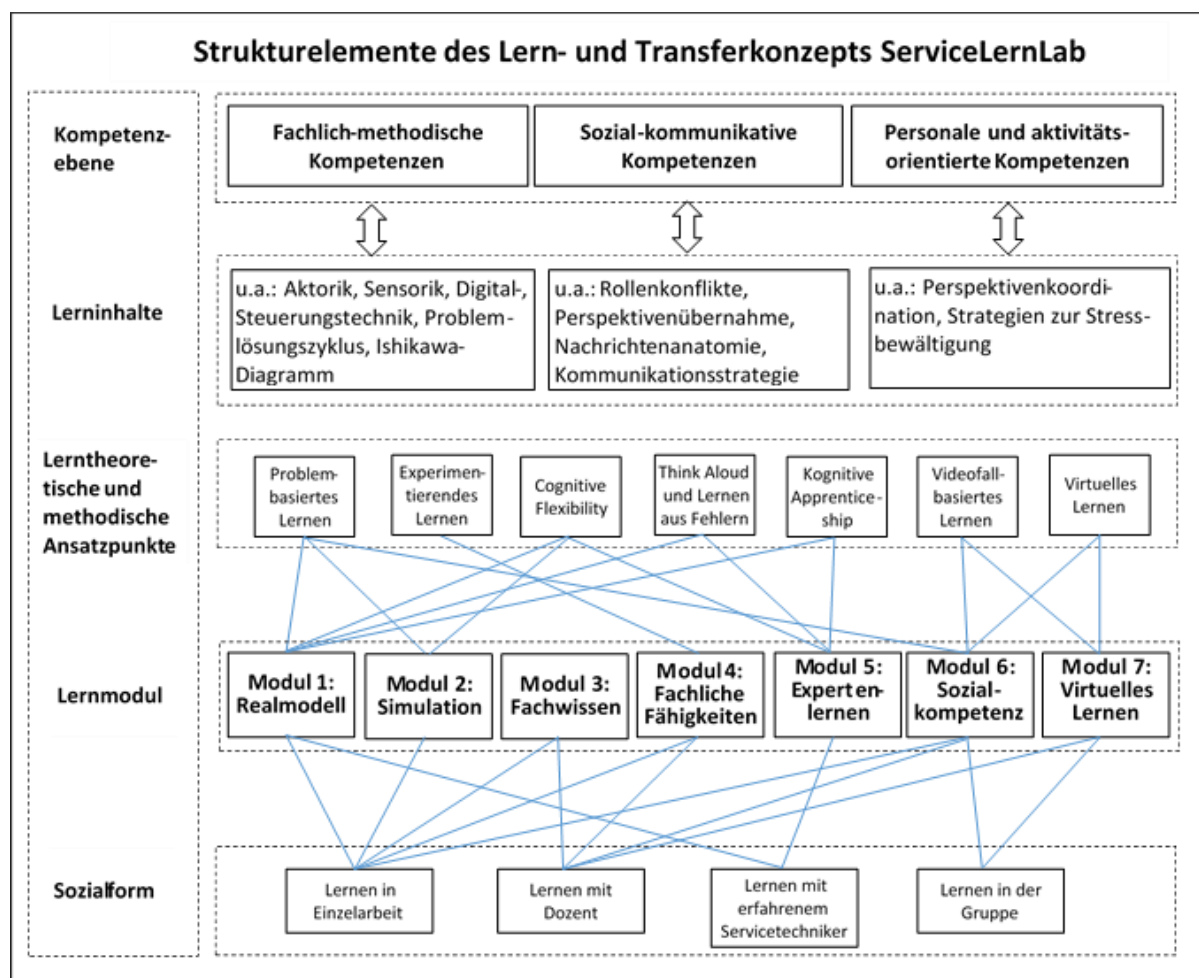 Strukturelemente des Lern- und Transferkonzepts ServiceLernLab
Kompetenz-
ebene
Fachlich-methodische
Kompetenzen
Sozial-kommunikative
Kompetenzen
Personale und aktivitäts-
orientierte Kompetenzen
Lerninhalte
u.a.: Aktorik, Sensorik, Digital-,
Steuerungstechnik, Problem-
lösungszyklus, Ishikawa-
Diagramm
u.a.: Rollenkonflikte,
Perspektivenübernahme,
Nachrichtenanatomie,
Kommunikationsstrategie
u.a.: Perspektivenkoordi-
nation, Strategien zur Stress-
bewältigung
Lerntheore-
tische und
methodische
Ansatzpunkte
Problem-
basiertes
Lernen
Experimen-
tierendes
Lernen
Cognitive
Flexibility
Think Aloud
und Lernen
aus Fehlern
Kognitive
Apprentice-
ship
Videofall-
basiertes
Lernen
Virtuelles
Lernen
Lernmodul
Modul 1:
Realmodell
Modul 2:
Simulation
Modul 3:
Fachwissen
Modul 4:
Fachliche
Fähigkeiten
Modul 5:
Experten-
lernen
Modul 6:
Sozial-
kompetenz
Modul 7:
Virtuelles
Lernen
Sozialform
Lernen in
Einzelarbeit
Lernen mit
Dozent
Lernen mit
erfahrenem
Servicetechniker
Lernen in der
Gruppe